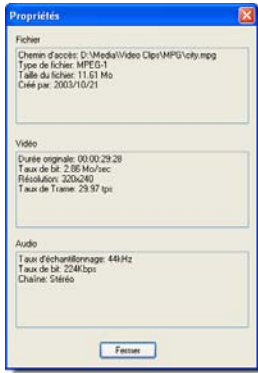 Propriétés
Fichier
Chemin d'accès: D:\Media\Video Clips\MPG\city.mpg
Type de fichier: MPEG-1
Taille du fichier: 11.61 Mo
Créé par: 2003/10/21
Vidéo
Durée originale: 00:00:29:28
Taux de bit: 2.86 Mo/sec
Résolution: 320x240
Taux de Trame: 29.97 tps
Audio
Taux d'échantillonnage: 44kHz
Taux de bit: 224Kbps
Chaîne: Stéréo
Fermer